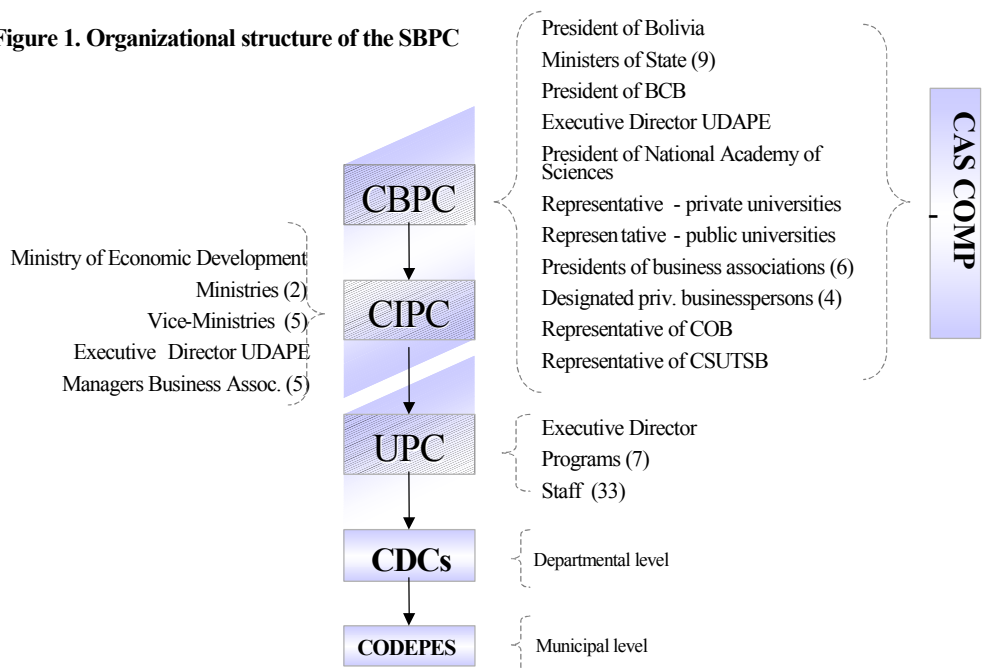 Figure 1. Organizational structure of the SBPC
President of Bolivia
Ministers of State (9)
President of BCB
Executive Director UDAPE
President of National Academy of
Sciences
Representative - private universities
Representative - public universities
Presidents of business associations (6)
Designated priv. businesspersons (4)
Representative of COB
Representative of CSUTSB
CAS COMP
CBPC
Ministry of Economic Development
Ministries (2)
Vice-Ministries (5)
Executive Director UDAPE
Managers Business Assoc. (5)
CIPC
UPC
Executive Director
Programs (7)
Staff (33)
CDCs
Departmental level
CODEPES
Municipal level